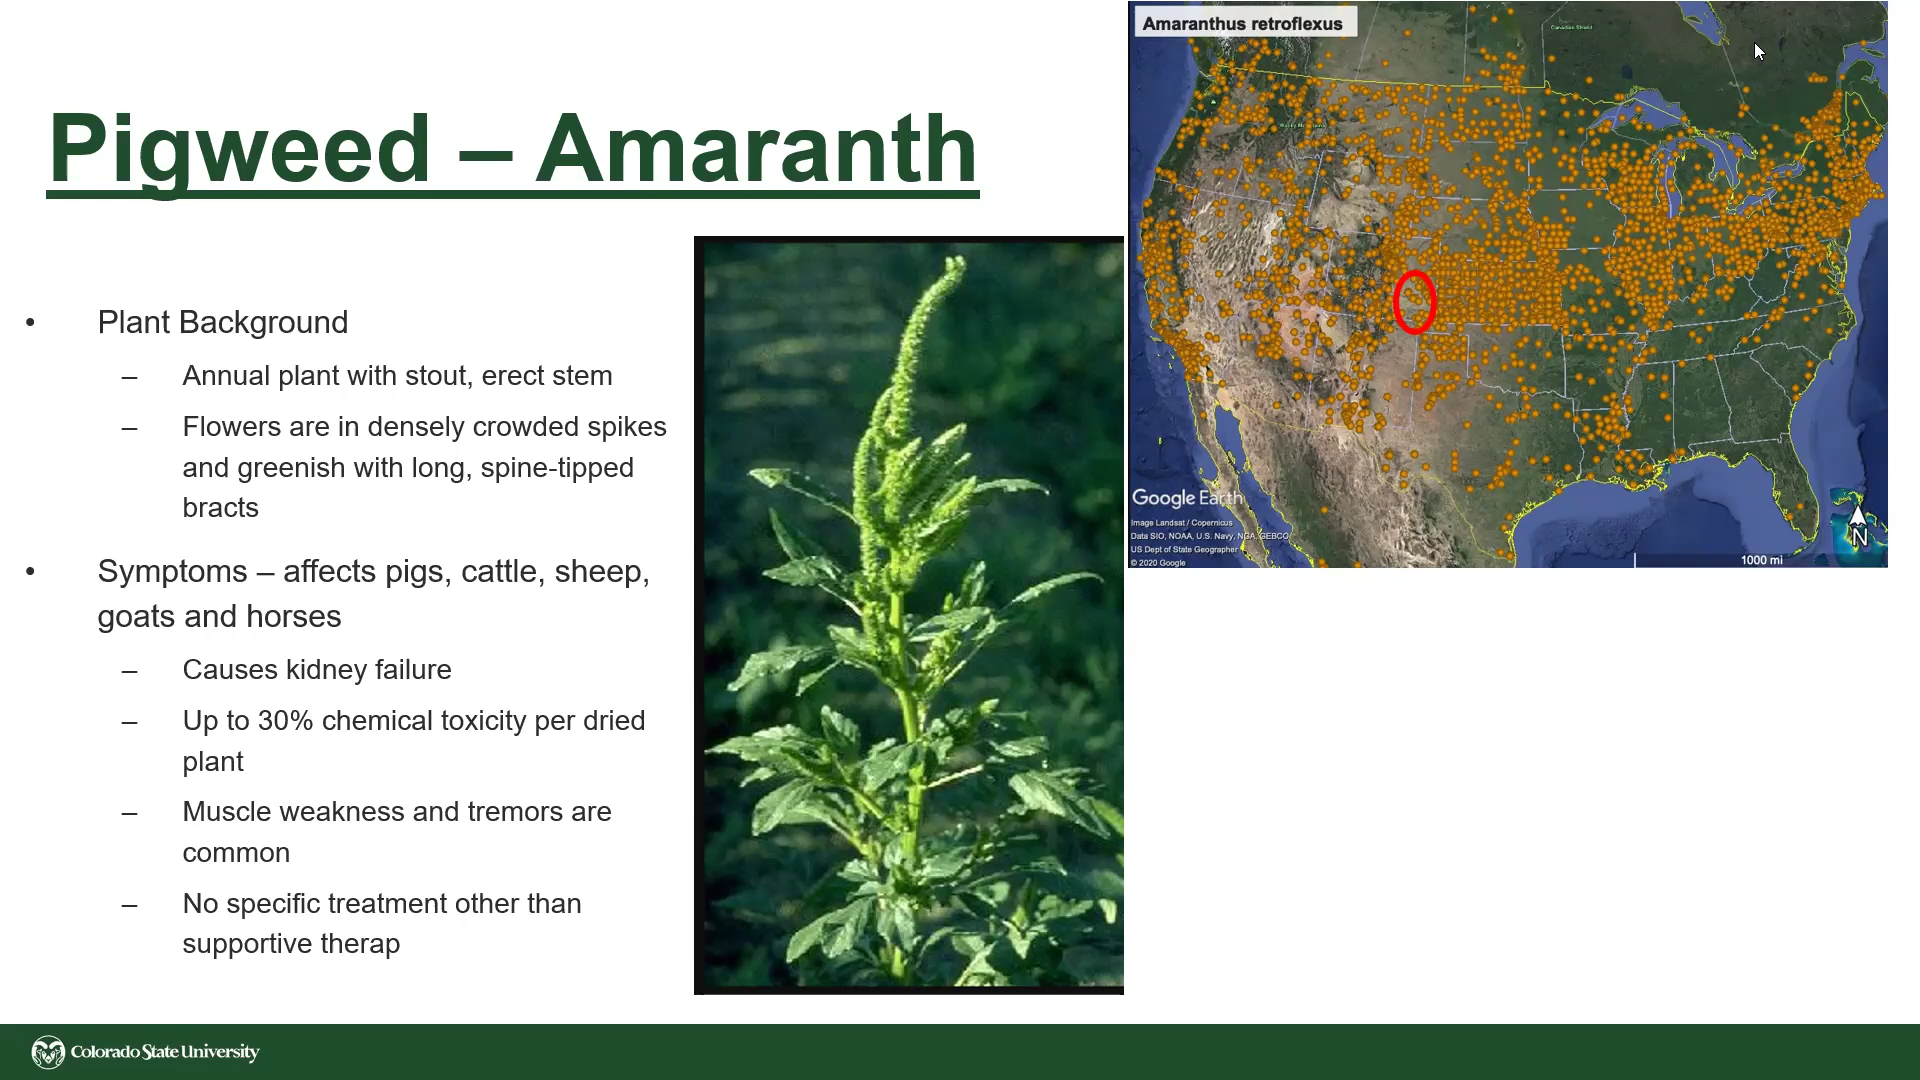 Amaranthus retroflexus
Pigweed – Amaranth
• Plant Background
– Annual plant with stout, erect stem
– Flowers are in densely crowded spikes
and greenish with long, spine-tipped
bracts
• Symptoms – affects pigs, cattle, sheep,
goats and horses
– Causes kidney failure
– Up to 30% chemical toxicity per dried
plant
– Muscle weakness and tremors are
common
– No specific treatment other than
supportive therap
Canadian Shield
Google Earth
Image Landsat / Copernicus
Data SIO, NOAA, U.S. Navy, NGA, GEBCO
US Dept of State Geographer
© 2020 Google
N
1000 mi
Colorado State University